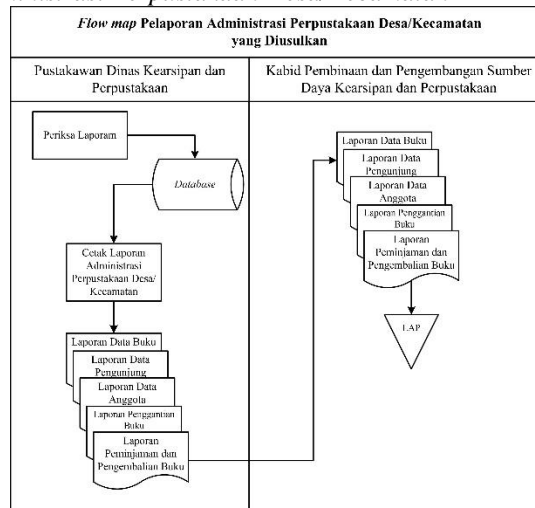 Flow map Pelaporan Administrasi Perpustakaan Desa/Kecamatan
yang Diusulkan
Pustakawan Dinas Kearsipan dan
Perpustakaan
Kabid Pembinaan dan Pengembangan Sumber
Daya Kearsipan dan Perpustakaan
Periksa Laporam
Database
Cetak Laporan
Administrasi
Perpustakaan Desa/
Kecamatan
Laporan Data Buku
Laporan Data
Pengunjung
Laporan Data
Anggota
Laporan Penggantian
Buku
Laporan
Peminjaman dan
Pengembalian Buku
Laporan Data Buku
Laporan Data
Pengunjung
Laporan Data
Anggota
Laporan Penggantian
Buku
Laporan
Peminjaman dan
Pengembalian Buku
LAP